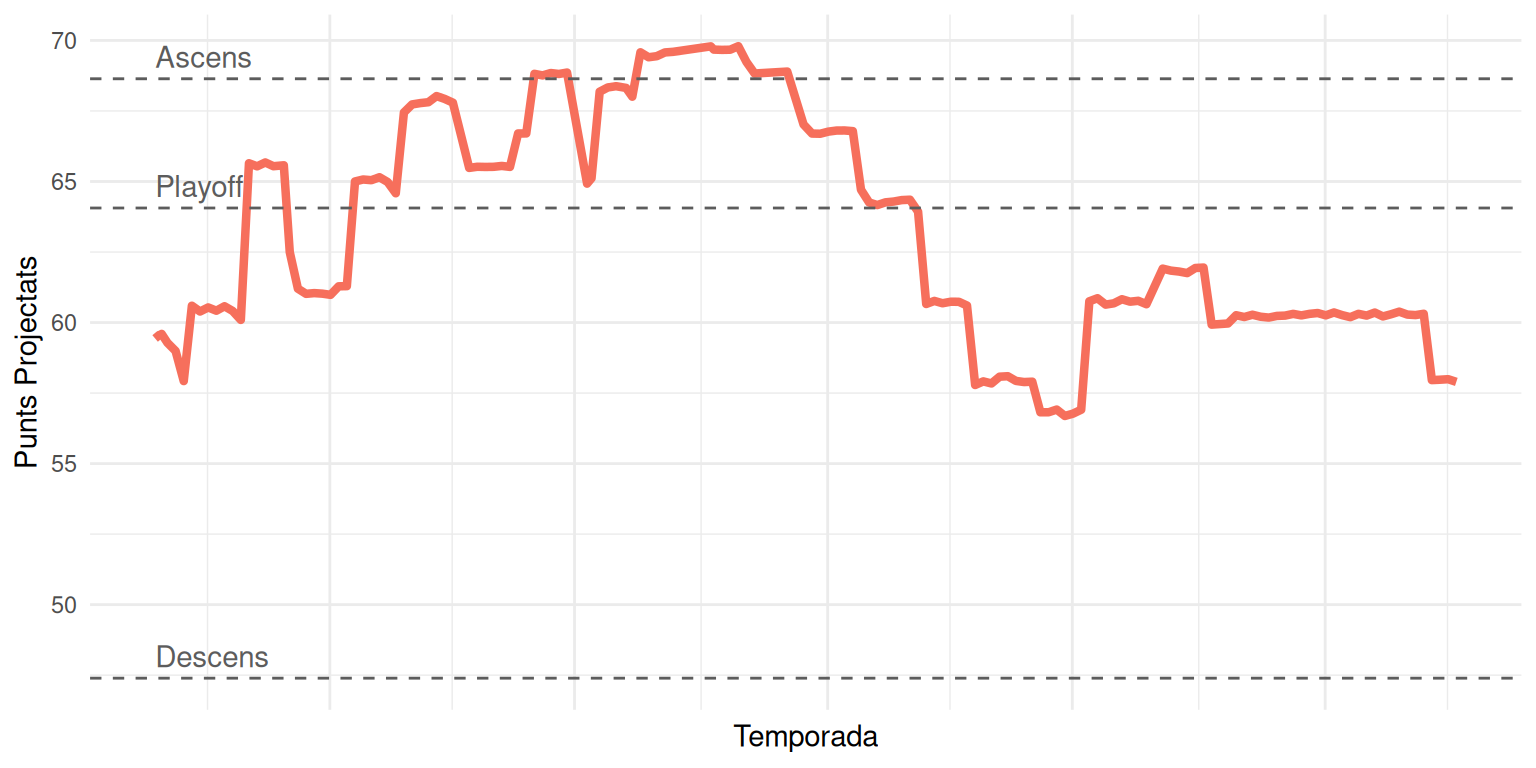 70
Ascens
65
Playoff
60
Punts Projectats
55
50
Descens
Temporada